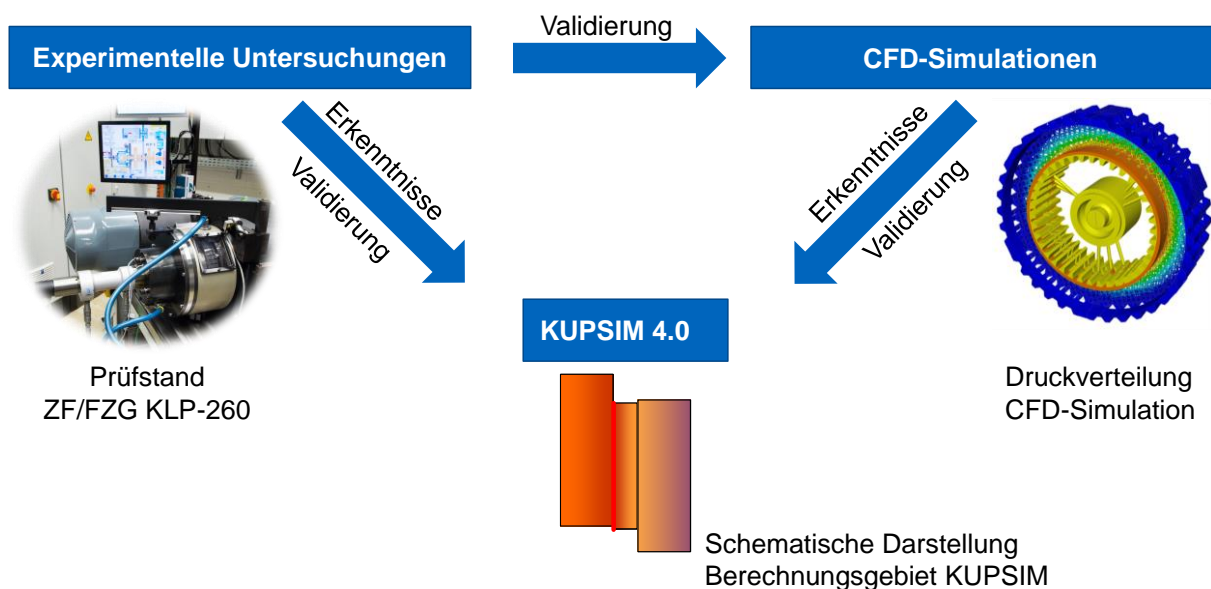 Validierung
Experimentelle Untersuchungen
CFD-Simulationen
Erkenntnisse
Validierung
Erkenntnisse
Validierung
KUPSIM 4.0
Prüfstand
ZF/FZG KLP-260
Druckverteilung
CFD-Simulation
Schematische Darstellung
Berechnungsgebiet KUPSIM